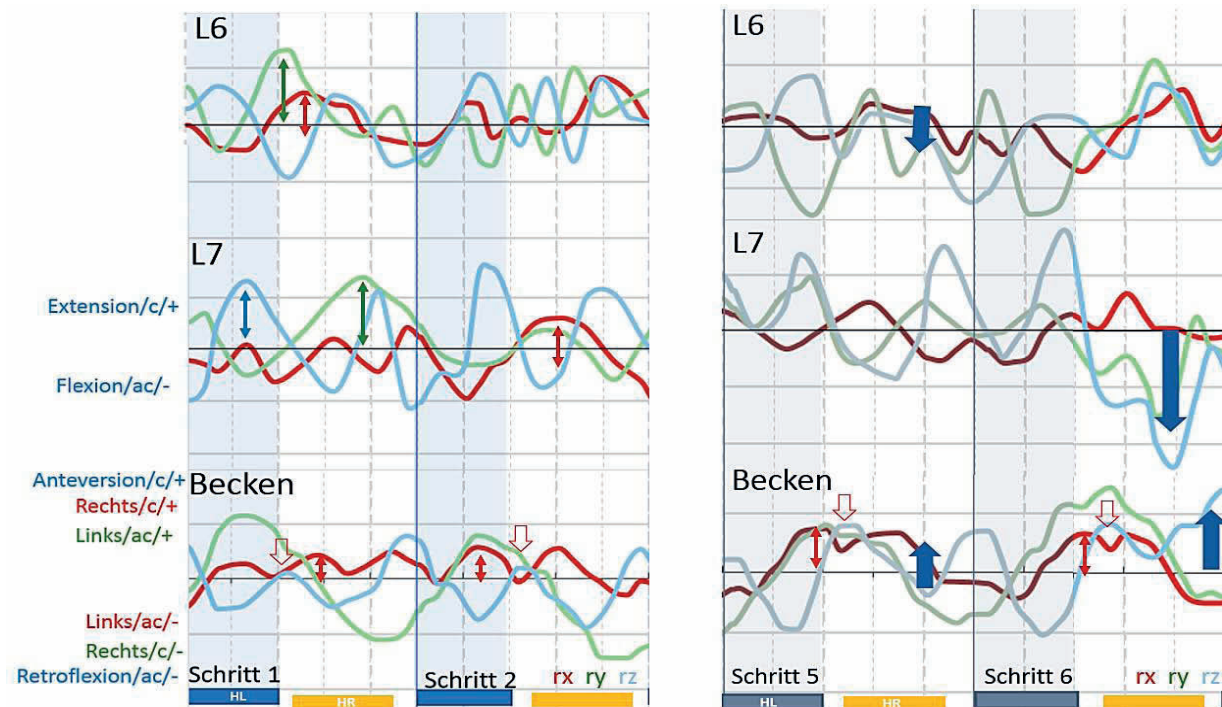 L6
L7
Extension/c/+
Flexion/ac/-
Becken
Anteversion/c/+
Rechts/c/+
Links/ac/+
Links/ac/-
Rechts/c/-
Retroflexion/ac/-
Schritt 1
Schritt 2
rx ry rz
HL
HR
L6
L7
Becken
Schritt 5
Schritt 6
rx ry rz
HL
HR